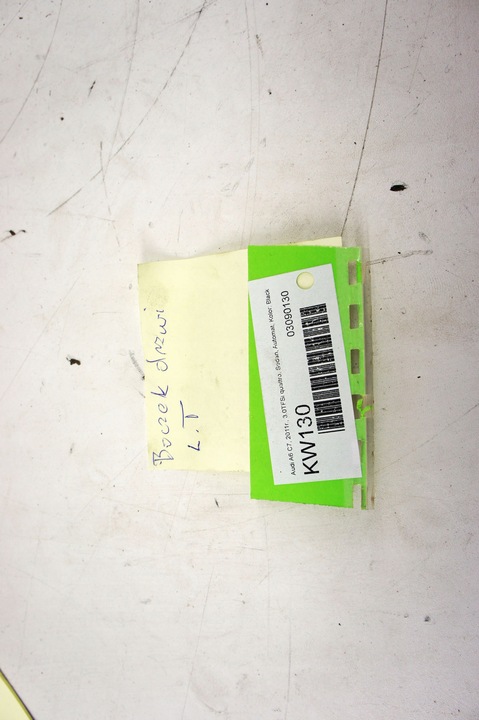 Boczek drzwi
L.T
Audi A6 C7, 2011r., 3.0TFSi quattro, Sedan, Automat, Kolor: Black
KW130
03090130